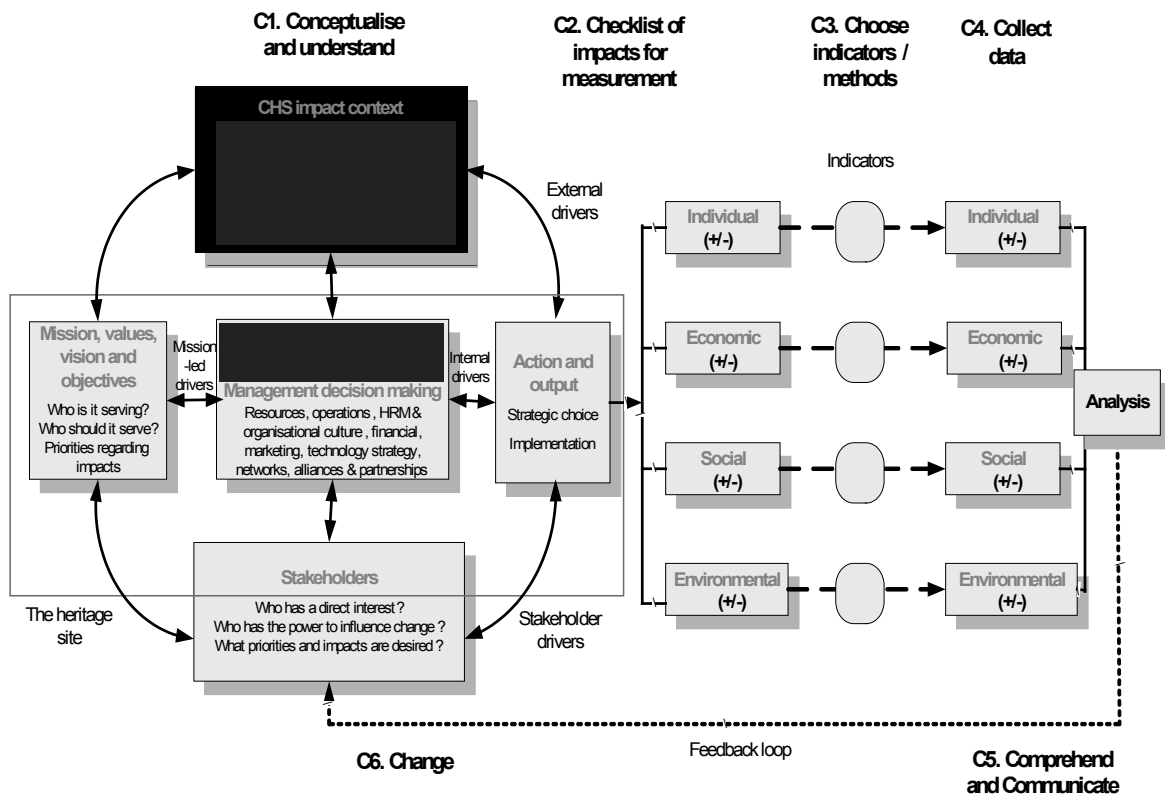 C1. Conceptualise
and understand
C2. Checklist of
impacts for
measurement
C3. Choose
indicators /
methods
C4. Collect
data
CHS impact context
External
drivers
Indicators
Mission, values,
vision and
objectives
Who is it serving?
Who should it serve?
Priorities regarding
impacts
Mission
-led
drivers
Management decision making
Resources, operations , HRM &
organisational culture , financial,
marketing, technology strategy,
networks, alliances & partnerships
Internal
drivers
Action and
output
Strategic choice
Implementation
Individual
(+/-)
Individual
(+/-)
Economic
(+/-)
Economic
(+/-)
Social
(+/-)
Social
(+/-)
Environmental
(+/-)
Environmental
(+/-)
Analysis
Stakeholders
Who has a direct interest ?
Who has the power to influence change ?
What priorities and impacts are desired ?
The heritage
site
Stakeholder
drivers
Feedback loop
C6. Change
C5. Comprehend
and Communicate